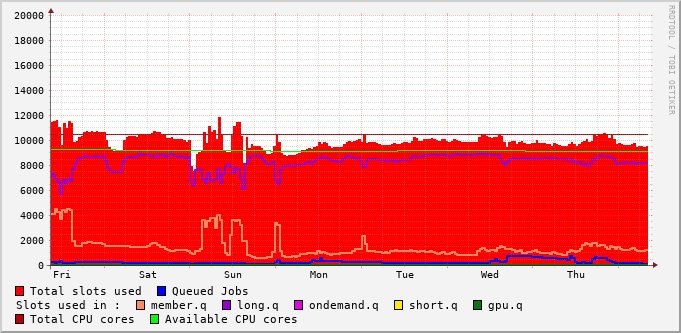 RRDTOOL / TOBI OETIKER
20000
18000
16000
14000
12000
10000
8000
6000
4000
2000
0
Fri Sat Sun Mon Tue Wed Thu
Total slots used Queued Jobs
Slots used in : member.q long.q ondemand.q short.q gpu.q
Total CPU cores Available CPU cores